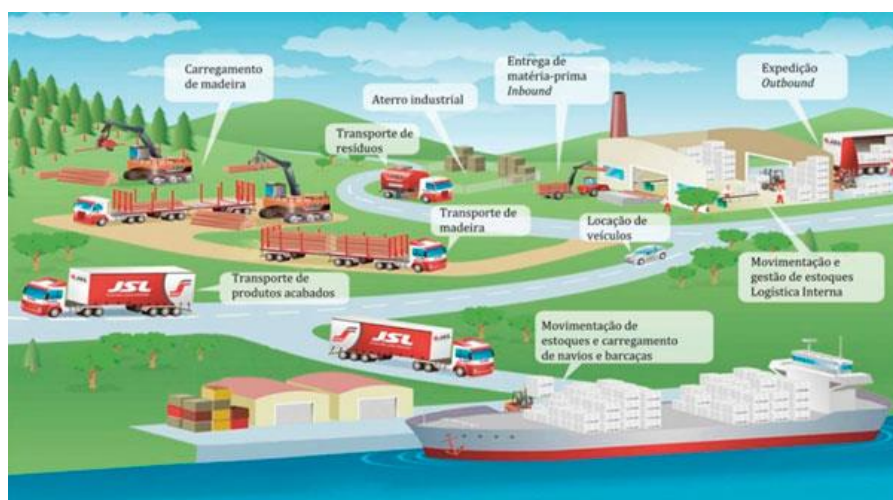 Carregamento
de madeira
Aterro industrial
Entrega de
matéria-prima
Inbound
Expedição
Outbound
Transporte de
resíduos
Transporte de
madeira
Locação de
veículos
Movimentação e
gestão de estoques
Logística Interna
JSL
Transporte de
produtos acabados
JSL
Movimentação de
estoques e carregamento
de navios e barcaças